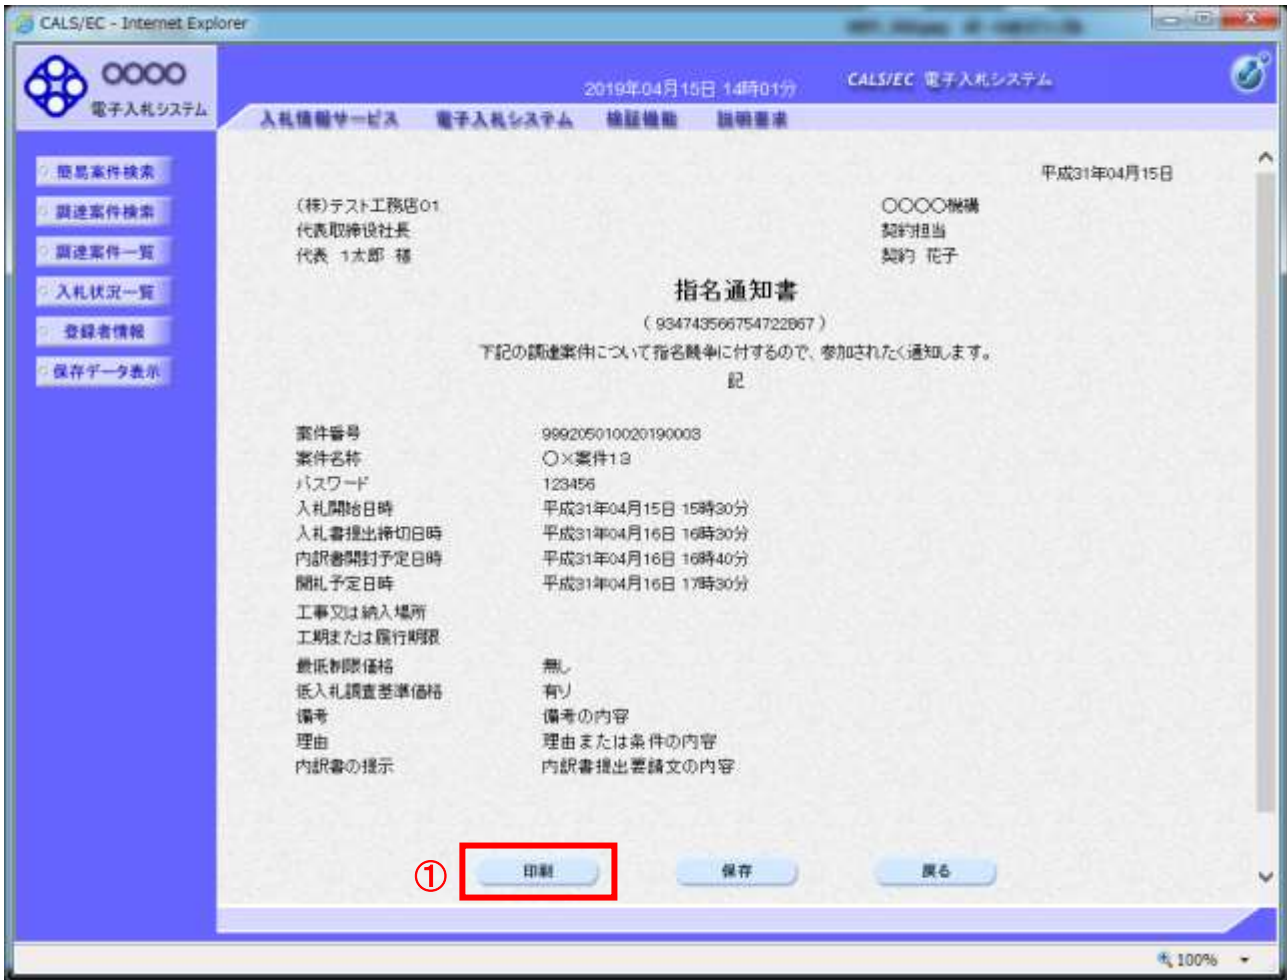 CALS/EC - Internet Explorer
〇〇〇〇
電子入札システム
2019年04月15日 14時01分
CALS/EC 電子入札システム
入札情報サービス 電子入札システム 検証機能 説明要求
簡易案件検索
調達案件検索
調達案件一覧
入札状況一覧
登録者情報
保存データ表示
平成31年04月15日
(株)テスト工務店01 〇〇〇〇機構
代表取締役社長 契約担当
代表 1太郎 様 契約 花子
指名通知書
( 934743566754722867 )
下記の調達案件について指名競争に付するので、参加されたく通知します。
記
案件番号 999205010020190003
案件名称 〇×案件13
パスワード 123456
入札開始日時 平成31年04月15日 15時30分
入札書提出締切日時 平成31年04月16日 16時30分
内訳書開封予定日時 平成31年04月16日 16時40分
開札予定日時 平成31年04月16日 17時30分
工事又は納入場所
工期または履行期限
最低制限価格 無し
低入札調査基準価格 有り
備考 備考の内容
理由 理由または条件の内容
内訳書の提示 内訳書提出要請文の内容
① 印刷 保存 戻る
100%